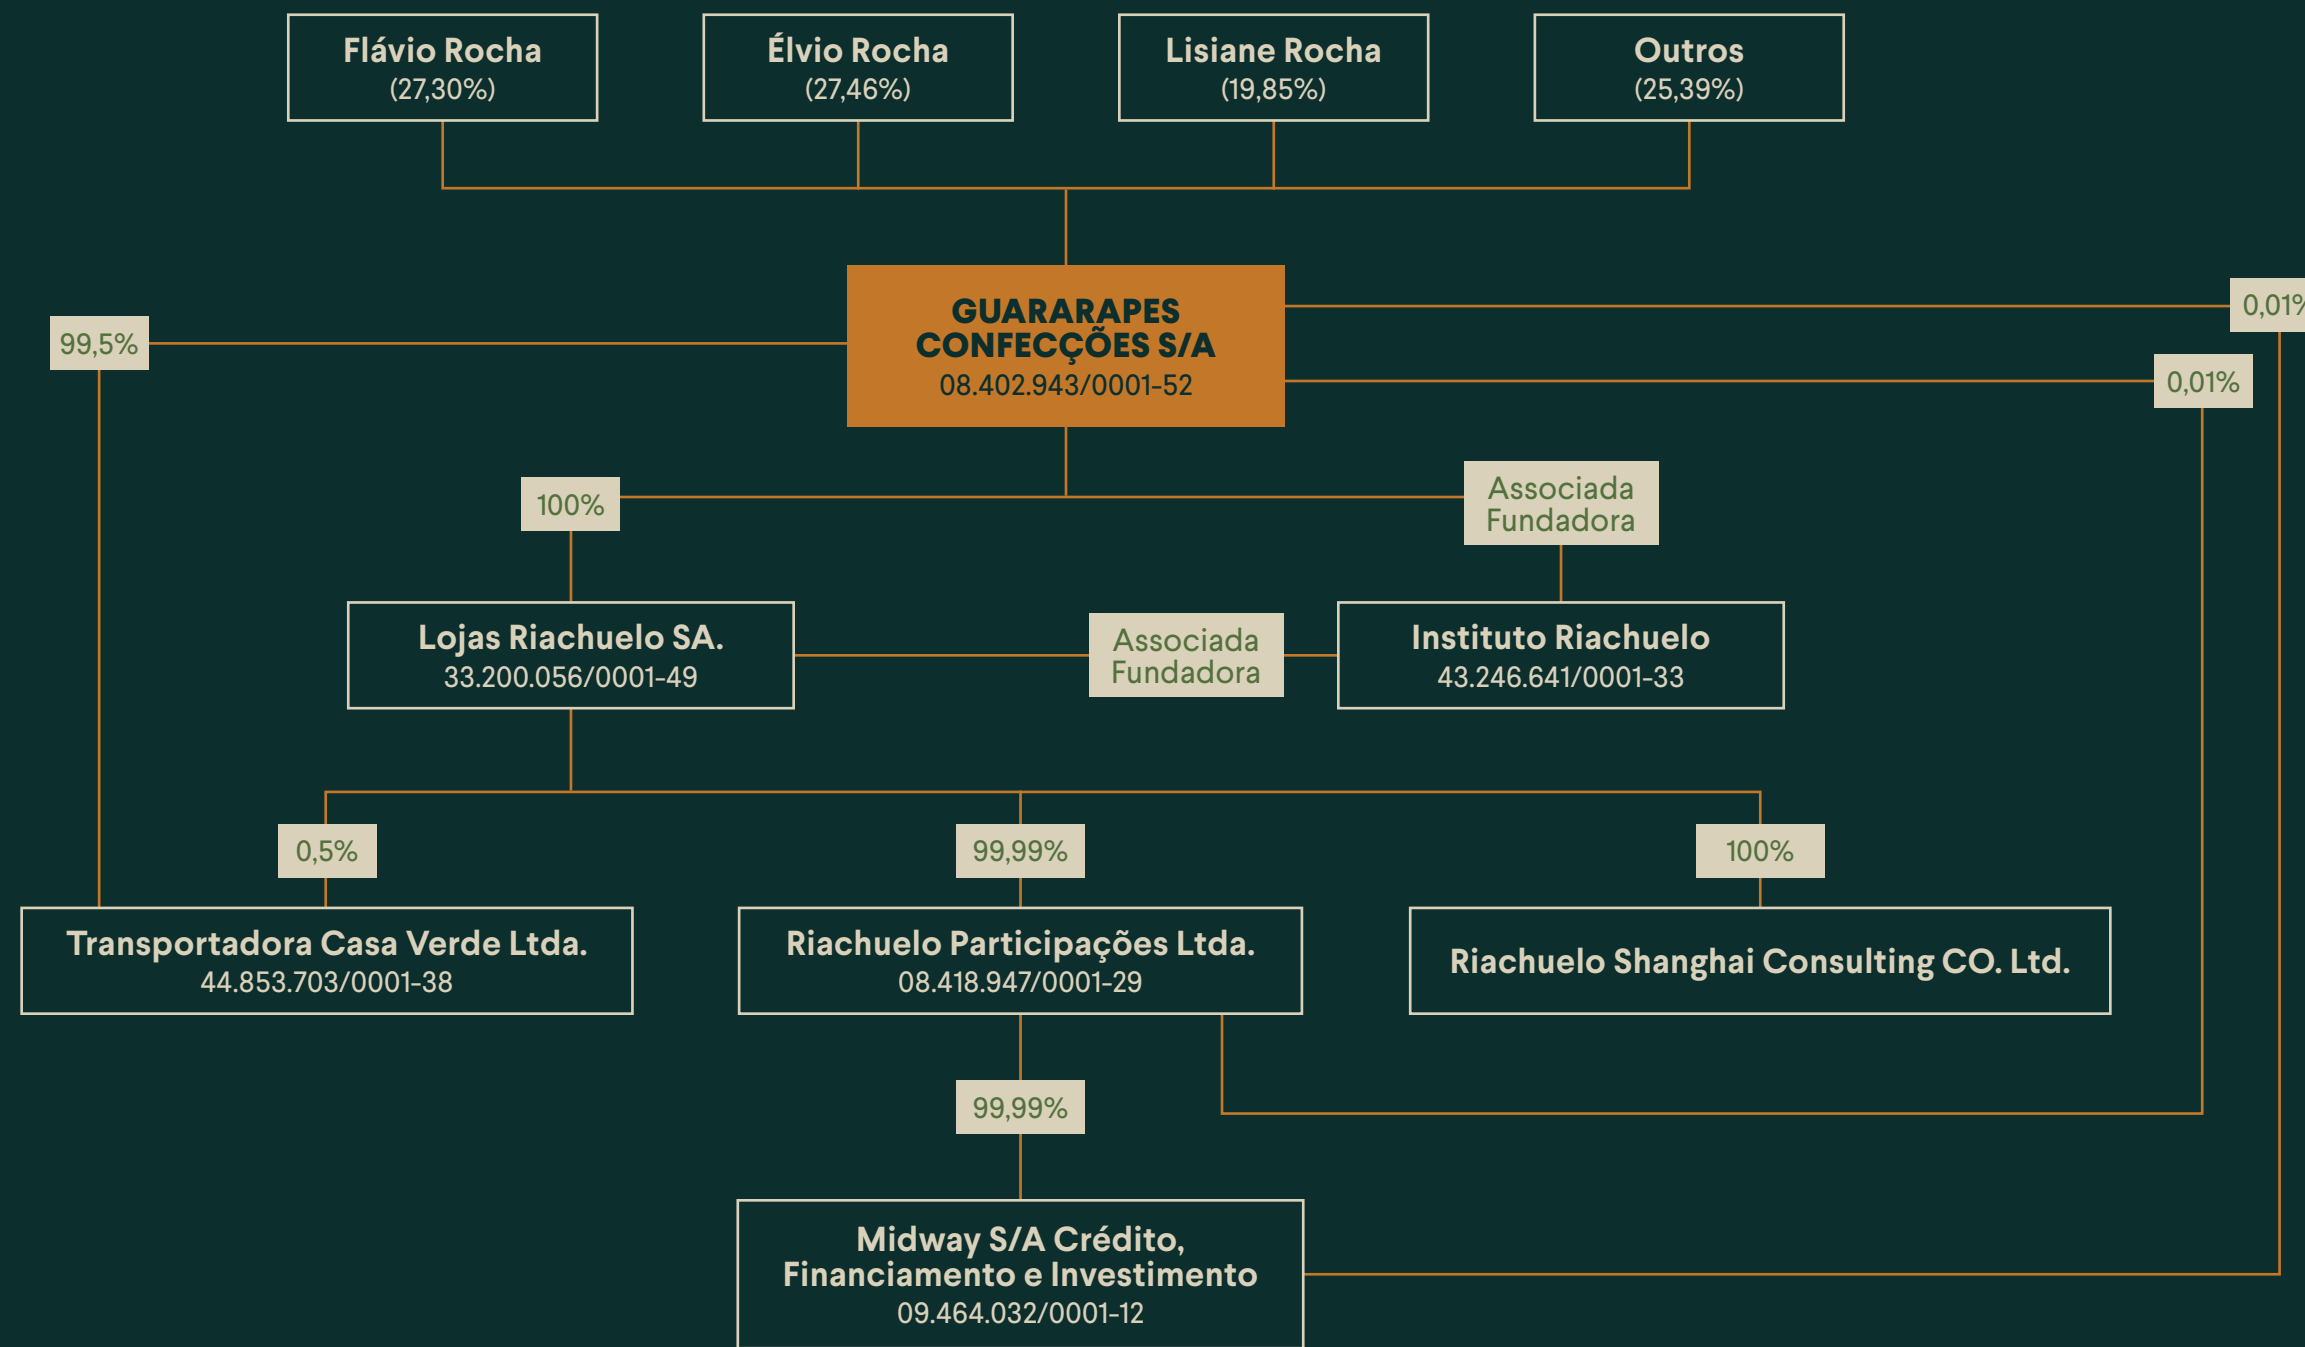 Flávio Rocha
(27,30%)
Élvio Rocha
(27,46%)
Lisiane Rocha
(19,85%)
Outros
(25,39%)
GUARARAPES
CONFECÇÕES S/A
08.402.943/0001-52
99,5%
0,01%
0,01%
100%
Associada
Fundadora
Lojas Riachuelo SA.
33.200.056/0001-49
Associada
Fundadora
Instituto Riachuelo
43.246.641/0001-33
0,5%
99,99%
100%
Transportadora Casa Verde Ltda.
44.853.703/0001-38
Riachuelo Participações Ltda.
08.418.947/0001-29
Riachuelo Shanghai Consulting CO. Ltd.
99,99%
Midway S/A Crédito,
Financiamento e Investimento
09.464.032/0001-12